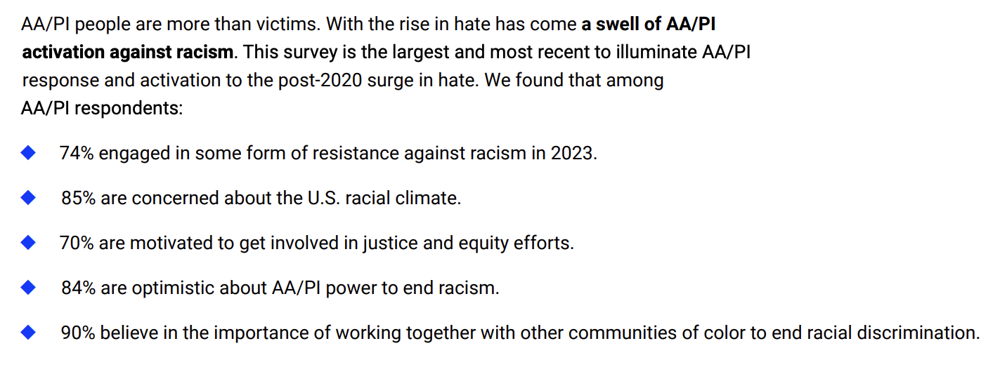 AA/PI people are more than victims. With the rise in hate has come a swell of AA/PI
activation against racism. This survey is the largest and most recent to illuminate AA/PI
response and activation to the post-2020 surge in hate. We found that among
AA/PI respondents:
74% engaged in some form of resistance against racism in 2023.
85% are concerned about the U.S. racial climate.
70% are motivated to get involved in justice and equity efforts.
84% are optimistic about AA/PI power to end racism.
90% believe in the importance of working together with other communities of color to end racial discrimination.